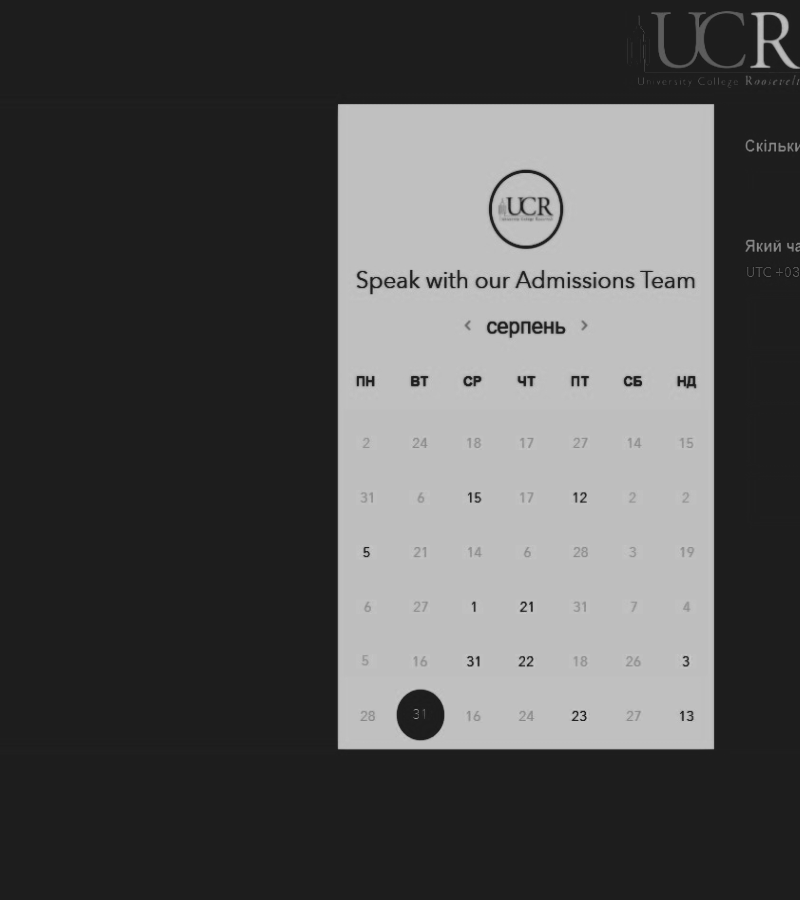 UCR
University College Roosevelt
Скільки
Який ча
UTC +03
UCR
Speak with our Admissions Team
‹ серпень ›
ПН ВТ СР ЧТ ПТ СБ НД
2 24 18 17 27 14 15
31 6 15 17 12 2 2
5 21 14 6 28 3 19
6 27 1 21 31 7 4
5 16 31 22 18 26 3
28 31 16 24 23 27 13